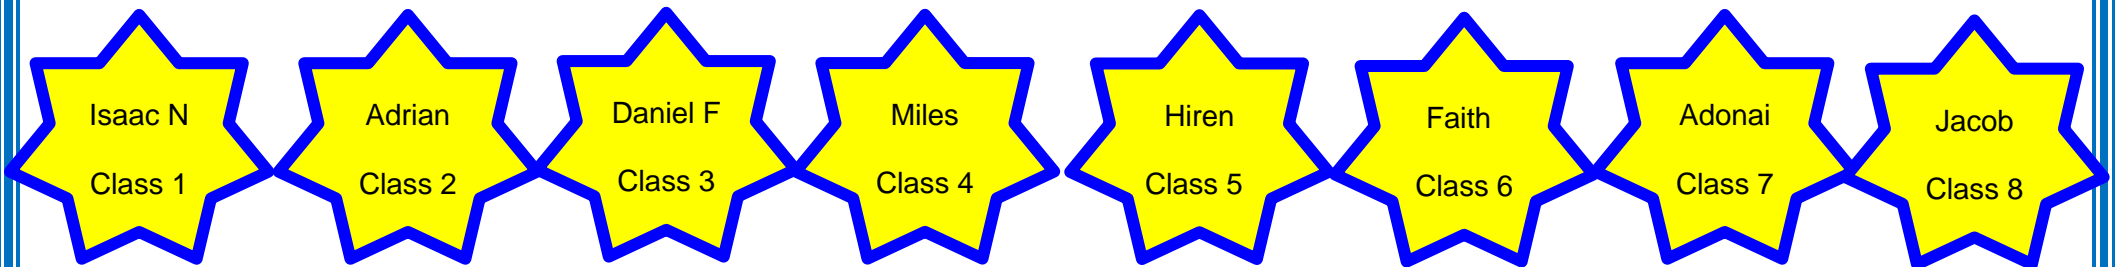 Isaac N
Class 1
Adrian
Class 2
Daniel F
Class 3
Miles
Class 4
Hiren
Class 5
Faith
Class 6
Adonai
Class 7
Jacob
Class 8